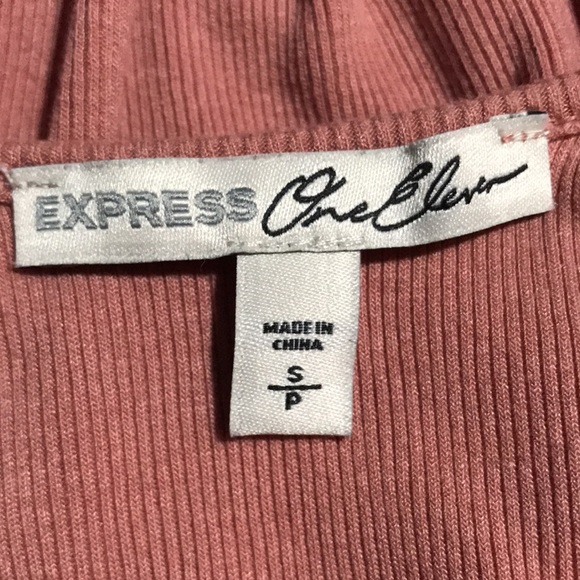 EXPRESS One Eleven
MADE IN
CHINA
S
P